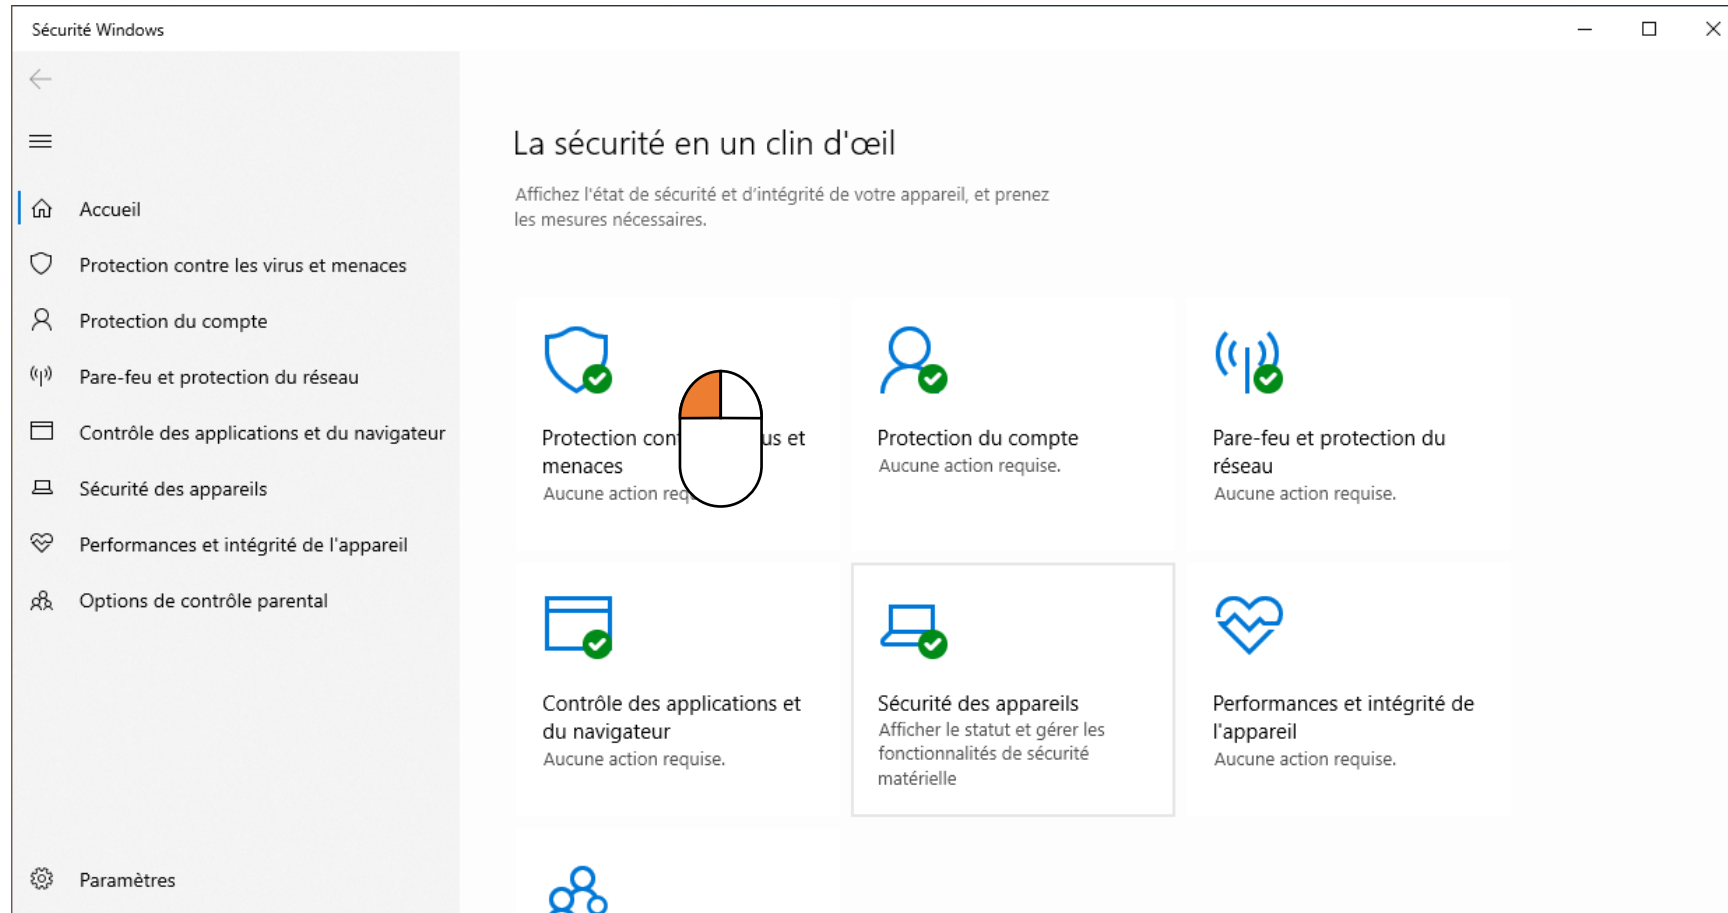 Sécurité Windows
Accueil
Protection contre les virus et menaces
Protection du compte
Pare-feu et protection du réseau
Contrôle des applications et du navigateur
Sécurité des appareils
Performances et intégrité de l'appareil
Options de contrôle parental
Paramètres
La sécurité en un clin d'œil
Affichez l'état de sécurité et d’intégrité de votre appareil, et prenez
les mesures nécessaires.
Protection et
menaces
Aucune action
Protection du compte
Aucune action requise.
Pare-feu et protection du
réseau
Aucune action requise.
Contrôle des applications et
du navigateur
Aucune action requise.
Sécurité des appareils
Afficher le statut et gérer les
fonctionnalités de sécurité
matérielle
Performances et intégrité de
l'appareil
Aucune action requise.